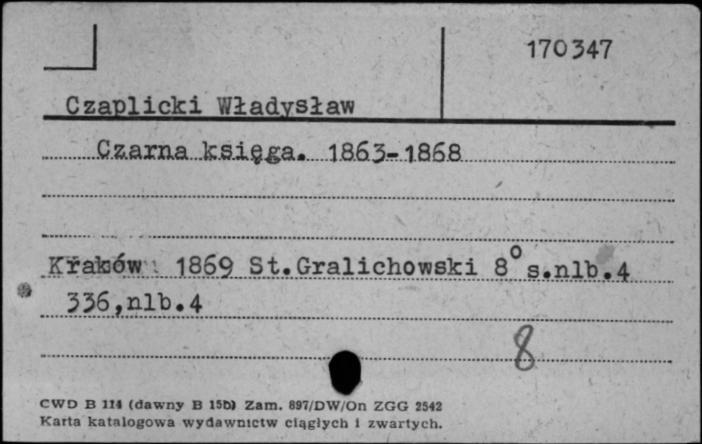 170347
Czaplicki Władysław
Czarna księga. 1863-1868
Kraków 1869 St.Gralichowski 8° s.nlb.4
336,nlb.4
8
CWD B 114 (dawny B 15b) Zam. 897/DW/On ZGG 2542
Karta katalogowa wydawnictw ciągłych i zwartych.